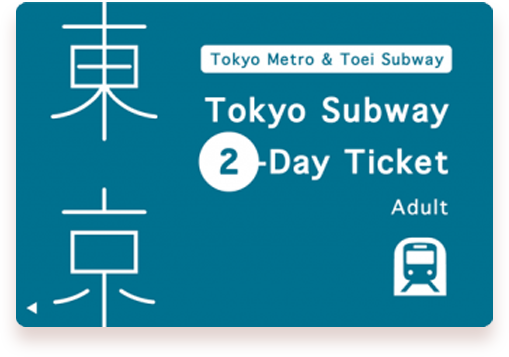 東京
Tokyo Metro & Toei Subway
Tokyo Subway
2-Day Ticket
Adult